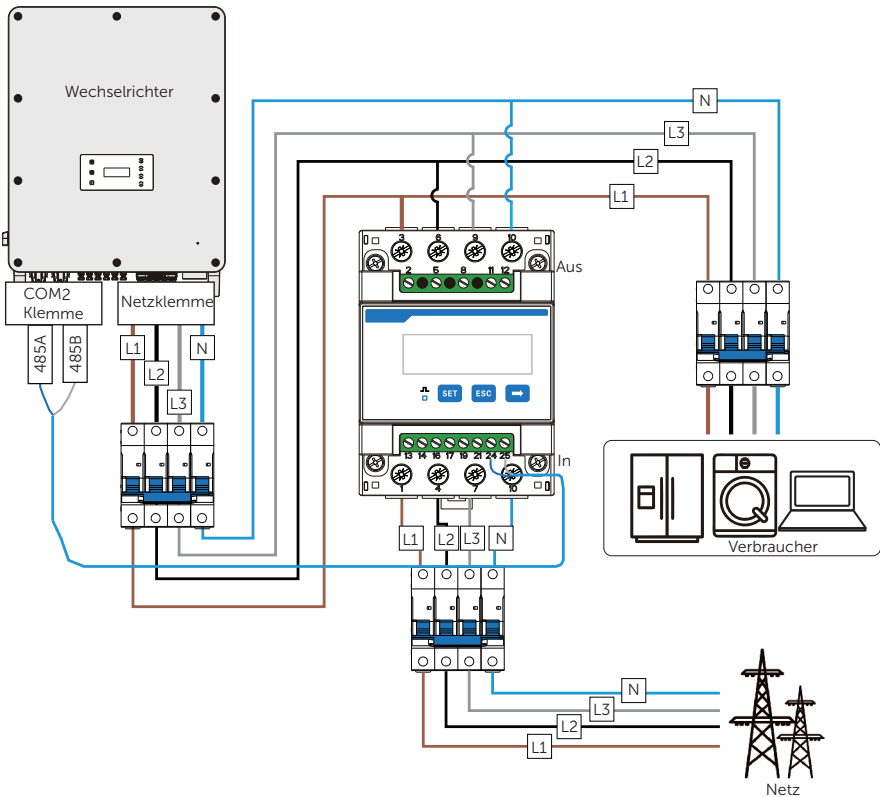 Wechselrichter
N
L3
L2
L1
3 6 9 10
Aus
2 5 8 11 12
COM2
Klemme
Netzklemme
485A
485B
L1
L2
L3
N
SET
ESC
13 14 16 17 19 21 24 25
In
1 4 7 10
L1
L2
L3
N
Verbraucher
N
L3
L2
L1
Netz